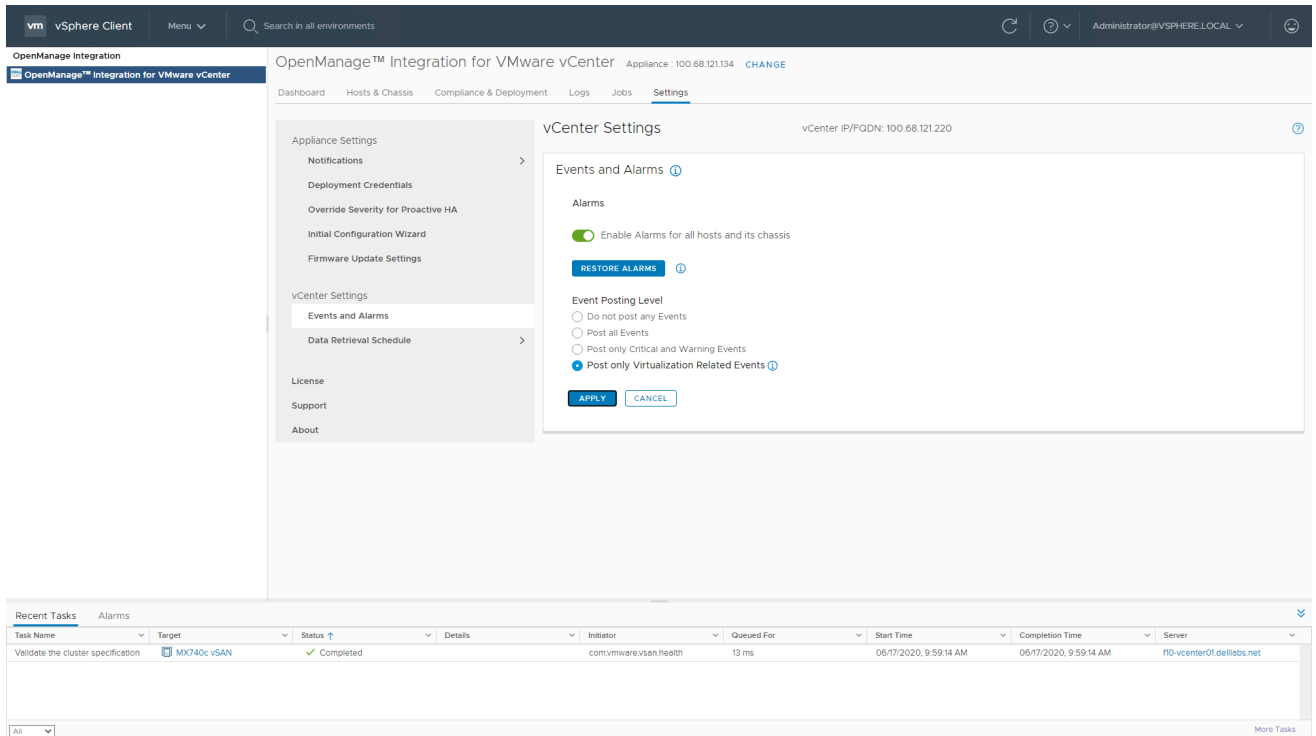 vm vSphere Client Menu Search in all environments Administrator@VSPHERE.LOCAL
OpenManage Integration
OpenManage™ Integration for VMware vCenter
OpenManage™ Integration for VMware vCenter Appliance : 100.68.121.134 CHANGE
Dashboard Hosts & Chassis Compliance & Deployment Logs Jobs Settings
Appliance Settings
Notifications
Deployment Credentials
Override Severity for Proactive HA
Initial Configuration Wizard
Firmware Update Settings
vCenter Settings
Events and Alarms
Data Retrieval Schedule
License
Support
About
vCenter Settings vCenter IP/FQDN: 100.68.121.220
Events and Alarms
Alarms
Enable Alarms for all hosts and its chassis
RESTORE ALARMS
Event Posting Level
Do not post any Events
Post all Events
Post only Critical and Warning Events
Post only Virtualization Related Events
APPLY CANCEL
Recent Tasks Alarms
Task Name Target Status Details Initiator Queued For Start Time Completion Time Server
Validate the cluster specification MX740c vSAN Completed com.vmware.vsan.health 13 ms 06/17/2020, 9:59:14 AM 06/17/2020, 9:59:14 AM f10-vcenter01.delllabs.net
All More Tasks